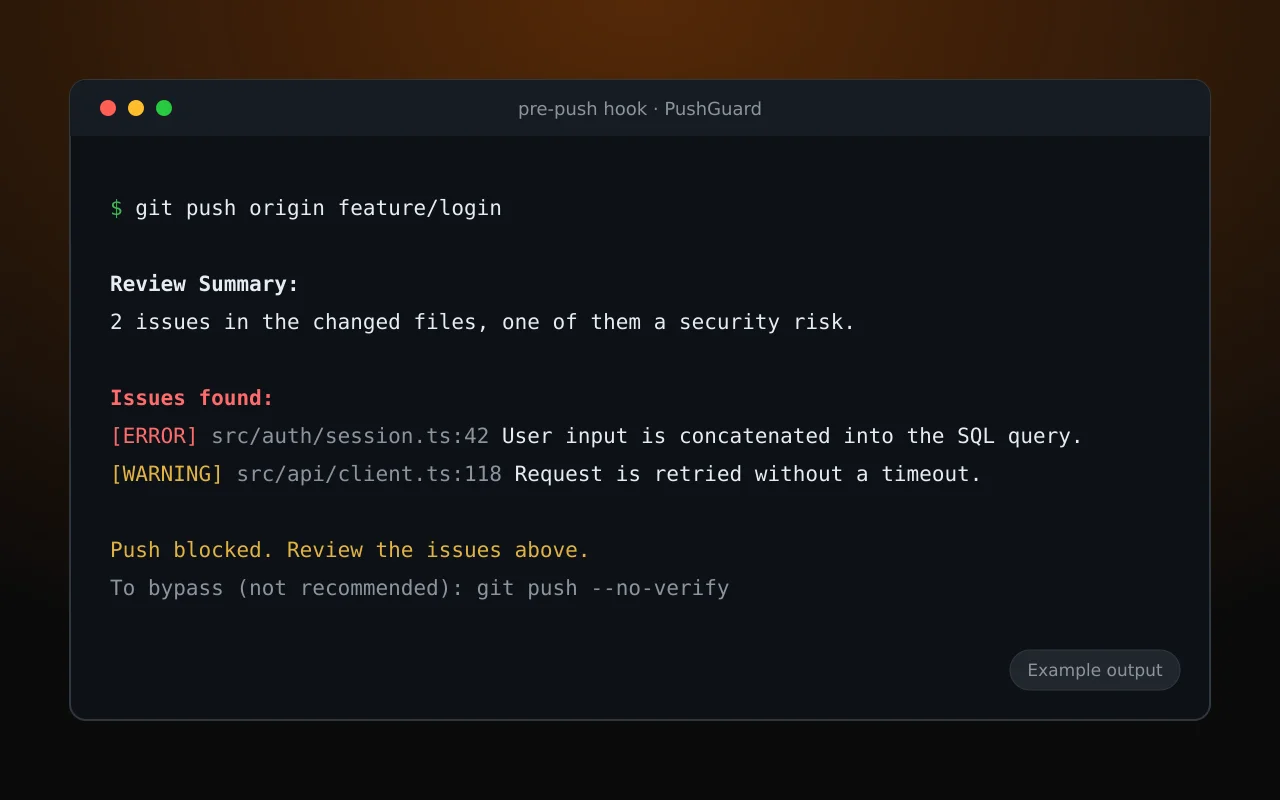 pre-push hook · PushGuard
$ git push origin feature/login
Review Summary:
2 issues in the changed files, one of them a security risk.
Issues found:
[ERROR] src/auth/session.ts:42 User input is concatenated into the SQL query.
[WARNING] src/api/client.ts:118 Request is retried without a timeout.
Push blocked. Review the issues above.
To bypass (not recommended): git push --no-verify
Example output